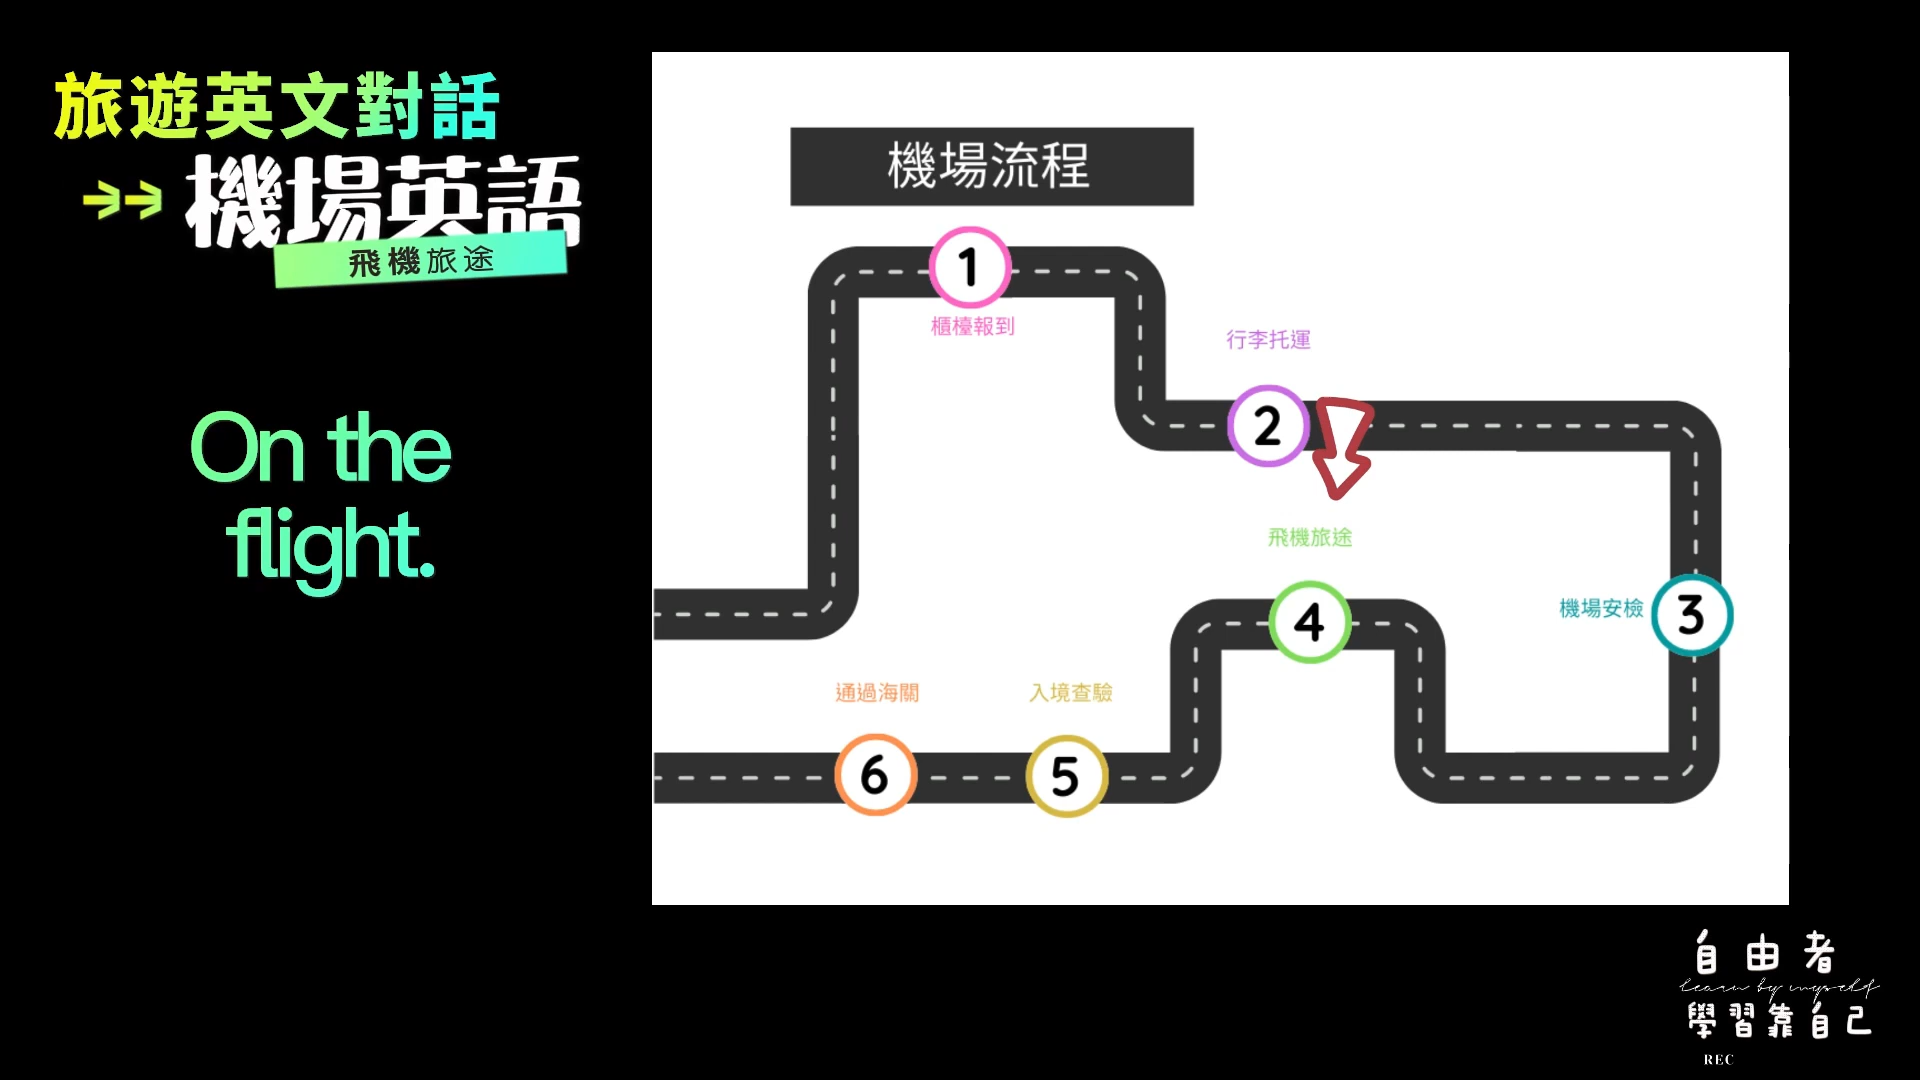 旅遊英文對話
機場英語
飛機旅途
On the
flight.
機場流程
1
櫃檯報到
行李托運
2
飛機旅途
4
機場安檢
3
通過海關
入境查驗
6
5
自由者
learn by myself
學習靠自己
REC